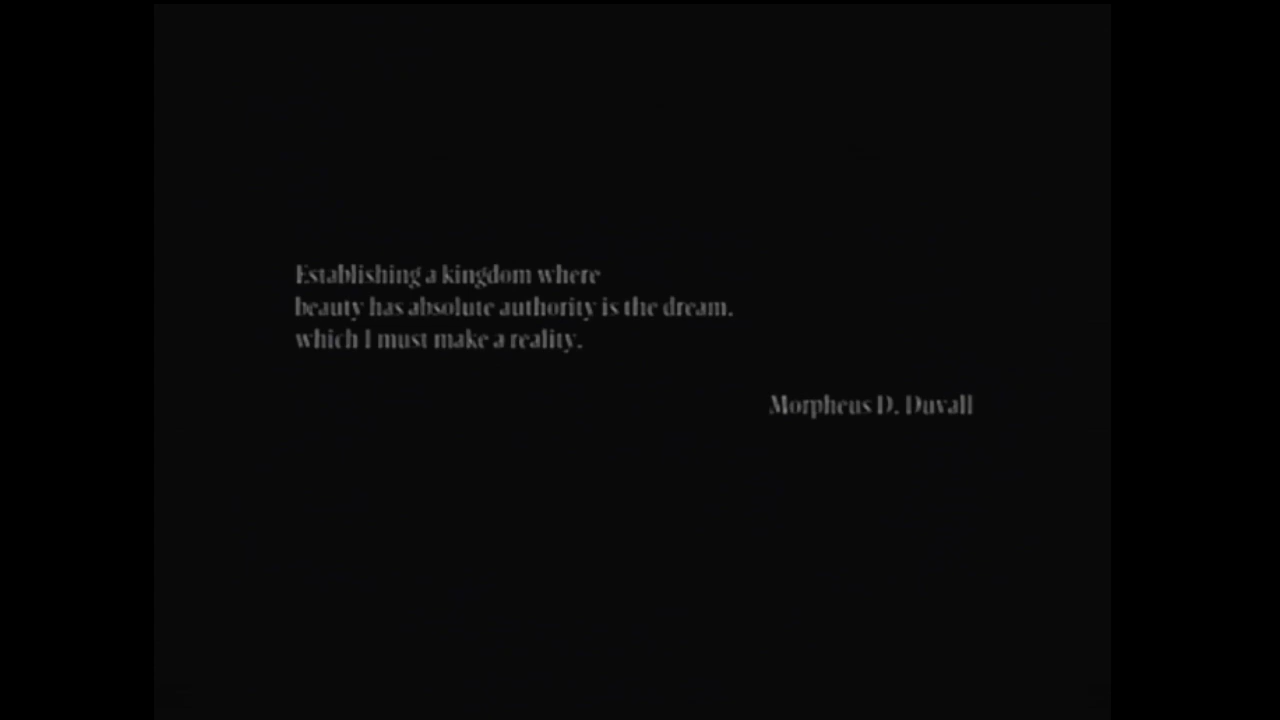 Establishing a kingdom where
beauty has absolute authority is the dream.
which I must make a reality.
Morpheus D. Duvall